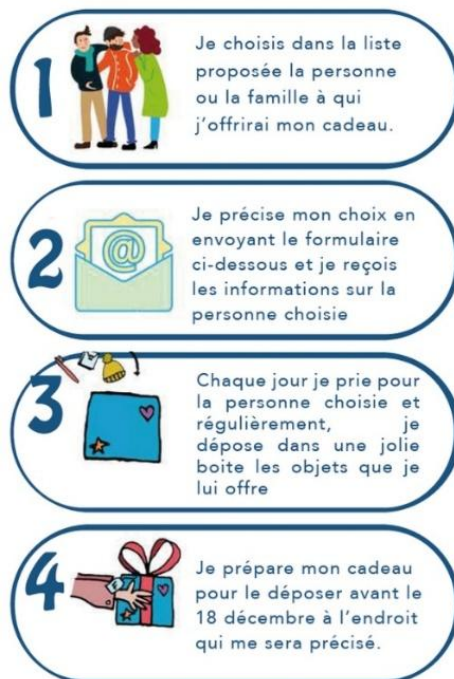 1
Je choisis dans la liste
proposée la personne
ou la famille à qui
j'offrirai mon cadeau.
2
@
Je précise mon choix en
envoyant le formulaire
ci-dessous et je reçois
les informations sur la
personne choisie
3
Chaque jour je prie pour
la personne choisie et
régulièrement, je
dépose dans une jolie
boite les objets que je
lui offre
4
Je prépare mon cadeau
pour le déposer avant le
18 décembre à l'endroit
qui me sera précisé.